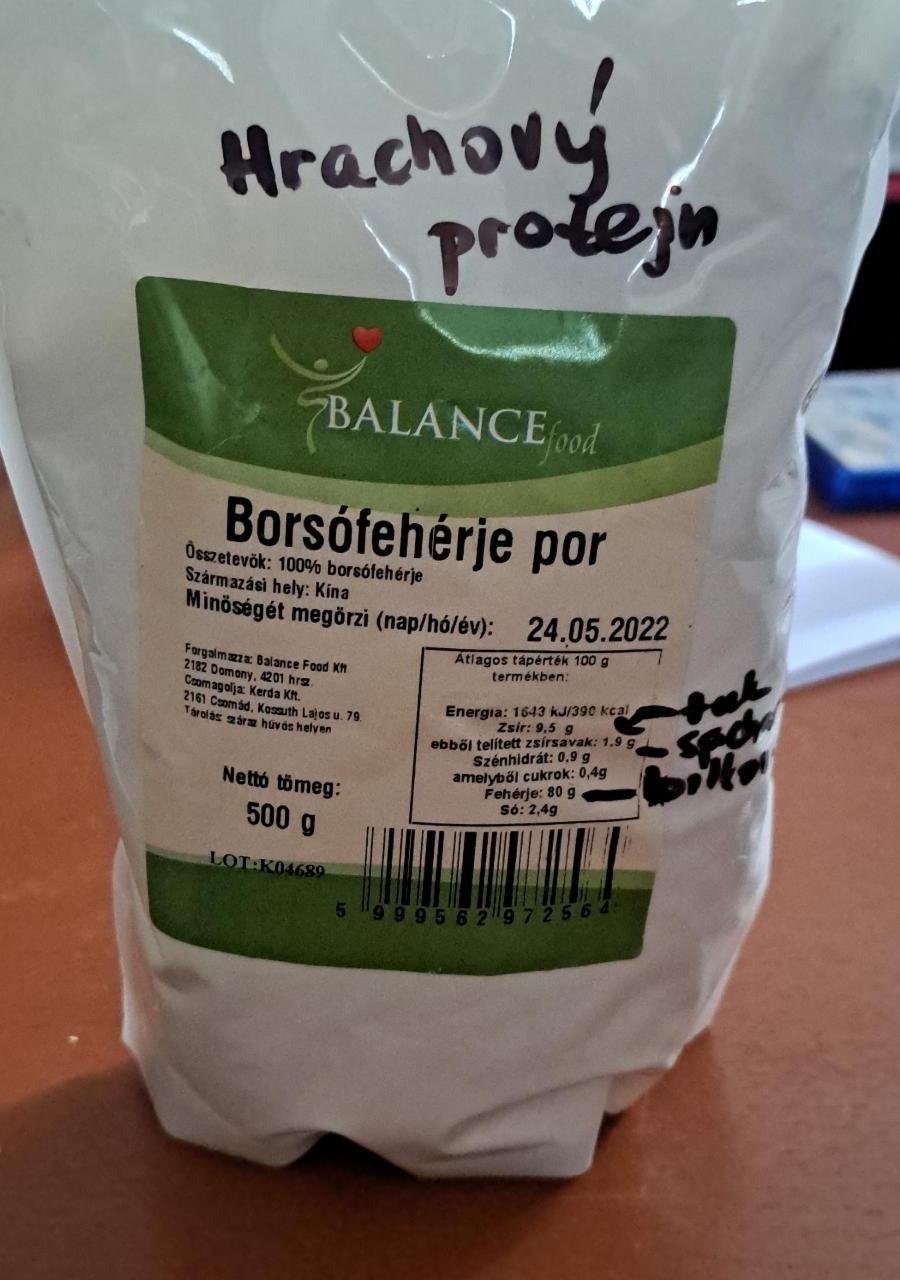 Hrachový
protejn
BALANCE food
Borsófehérje por
Összetevők: 100% borsófehérje
Származási hely: Kína
Minőségét megőrzi (nap/hó/év): 24.05.2022
Forgalmazza: Balance Food Kft
2182 Domony, 4201 hrsz.
Csomagolja: Kerda Kft.
2161 Csomád, Kossuth Lajos u. 79.
Tárolás: száraz hűvös helyen
Nettó tömeg:
500 g
LOT:K04689
Átlagos tápérték 100 g
termékben:
Energia: 1643 kJ/390 kcal
Zsír: 9,5 g
ebből telített zsírsavak: 1.9 g
Szénhidrát: 0,9 g
amelyből cukrok: 0,4g
Fehérje: 80 g
Só: 2,4g
tuk
5 999562 972564